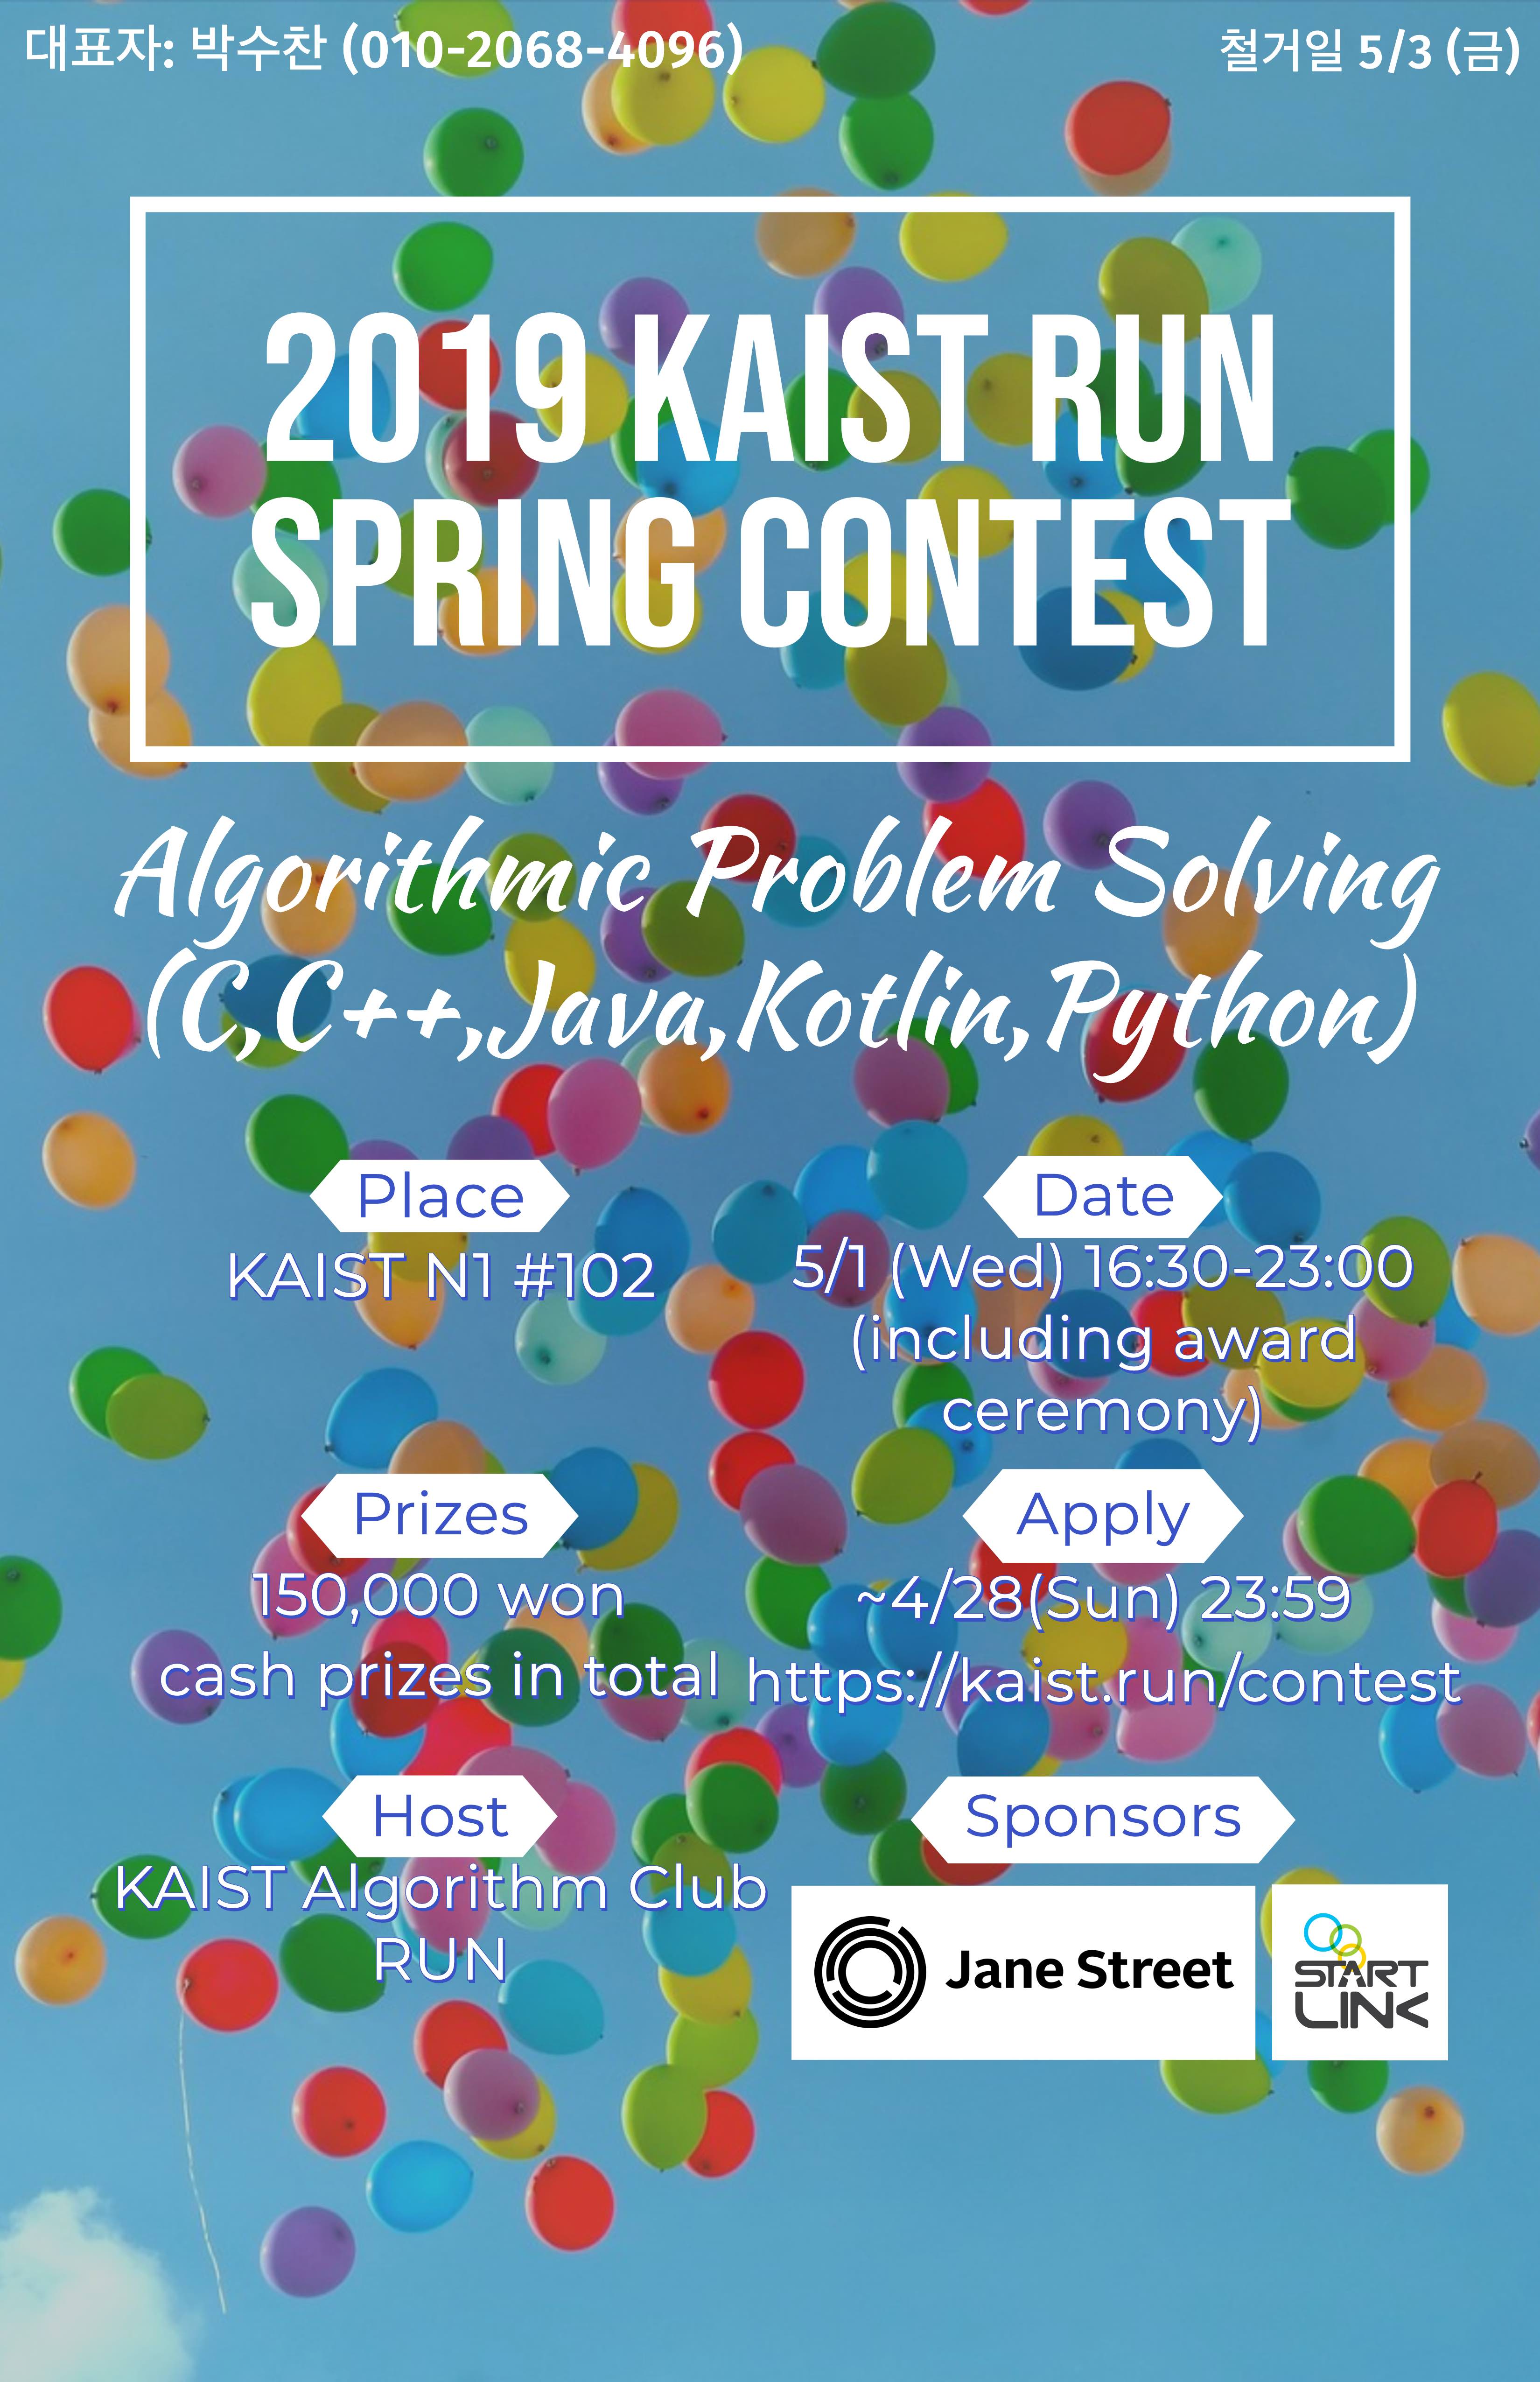 대표자: 박수찬 (010-2068-4096)
철거일 5/3 (금)
2019 KAIST RUN
SPRING CONTEST
Algorithmic Problem Solving
(C,C++,Java,Kotlin,Python)
Place
KAIST N1 #102
Date
5/1 (Wed) 16:30-23:00
(including award
ceremony)
Prizes
150,000 won
cash prizes in total
Apply
~4/28(Sun) 23:59
https://kaist.run/contest
Host
KAIST Algorithm Club
RUN
Sponsors
Jane Street
START
LINK